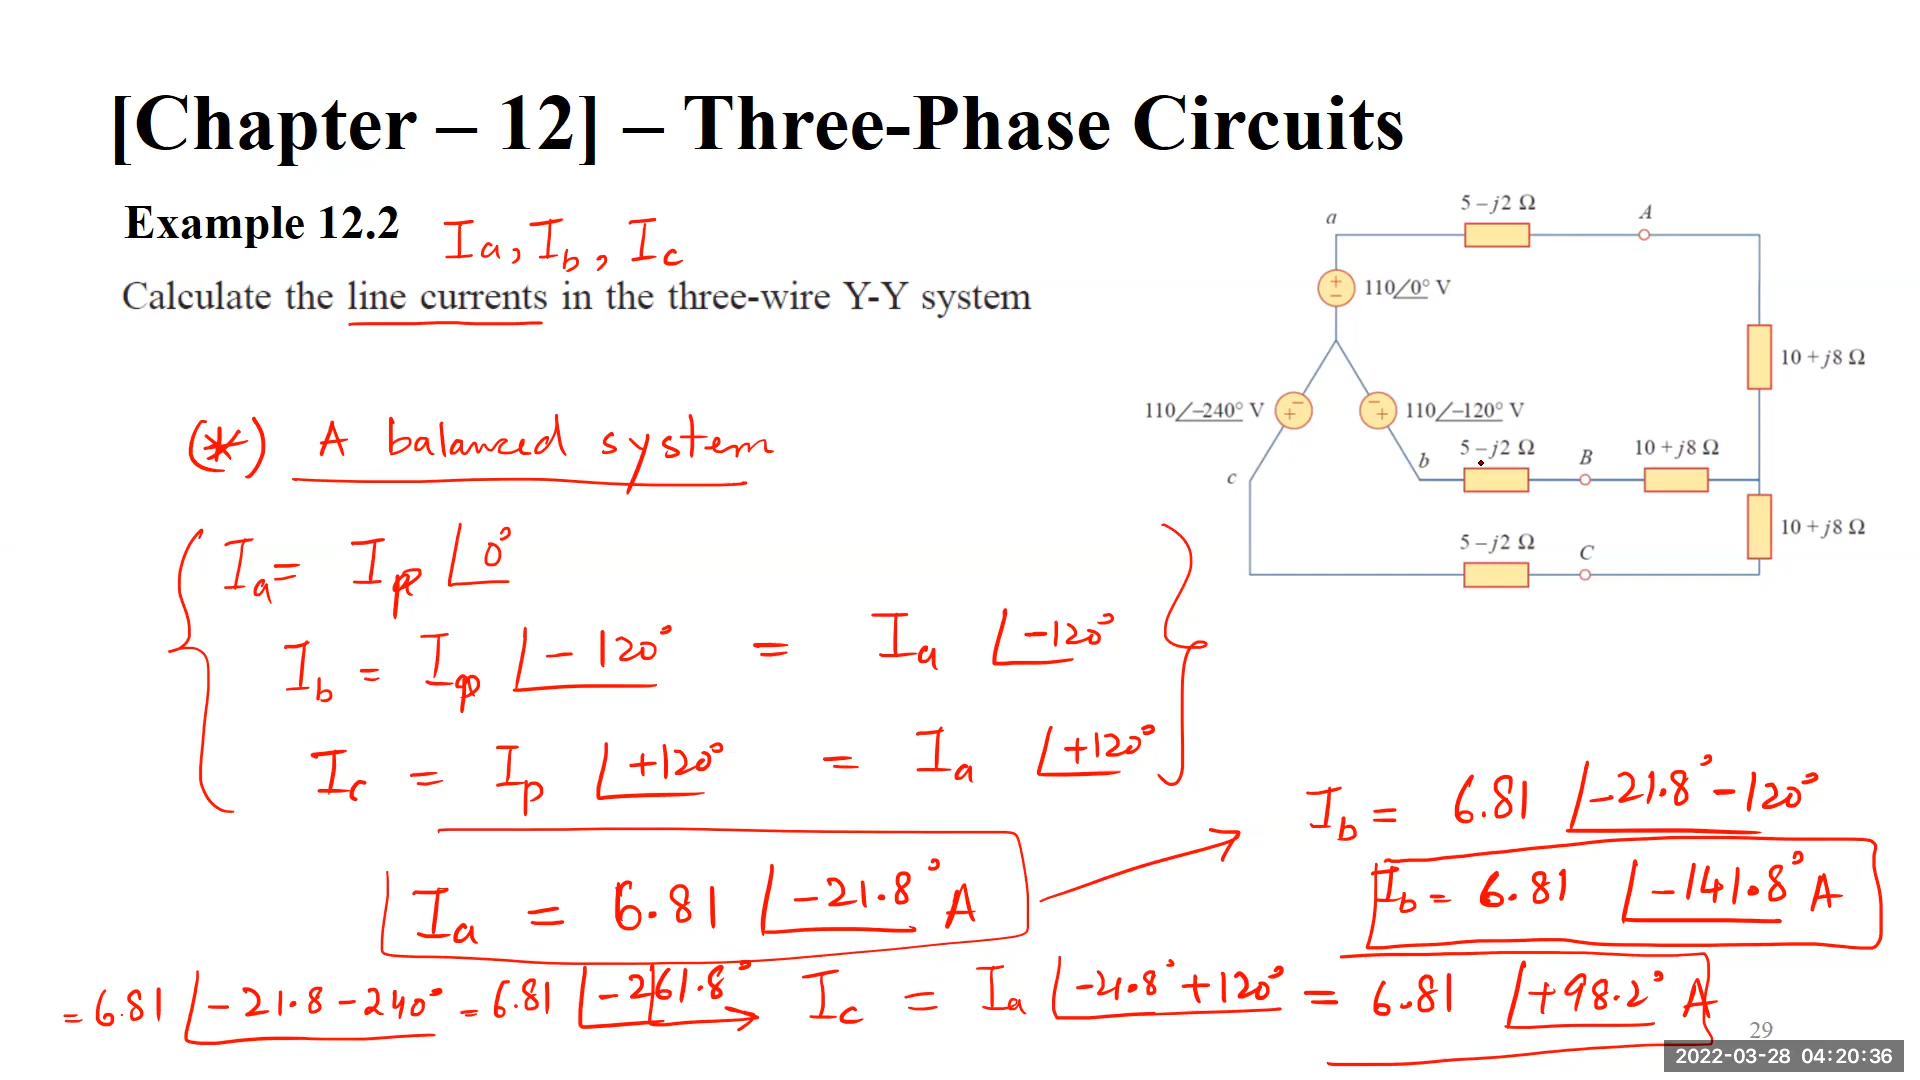 [Chapter – 12] – Three-Phase Circuits
Example 12.2
Ia, Ib, Ic
Calculate the line currents in the three-wire Y-Y system
(*) A balanced system
Ia = Ip ∠0°
Ib = Ip ∠-120° = Ia ∠-120°
Ic = Ip ∠+120° = Ia ∠+120°
Ia = 6.81 ∠-21.8° A
Ib = 6.81 ∠-21.8°-120°
Ib = 6.81 ∠-141.8° A
= 6.81 ∠-21.8-240° = 6.81 ∠-261.8°
Ic = Ia ∠-21.8°+120° = 6.81 ∠+98.2° A
a
5 – j2 Ω
A
110∠0° V
10 + j8 Ω
110∠–240° V
110∠–120° V
c
b
5 – j2 Ω
B
10 + j8 Ω
10 + j8 Ω
5 – j2 Ω
C
29
2022-03-28 04:20:36